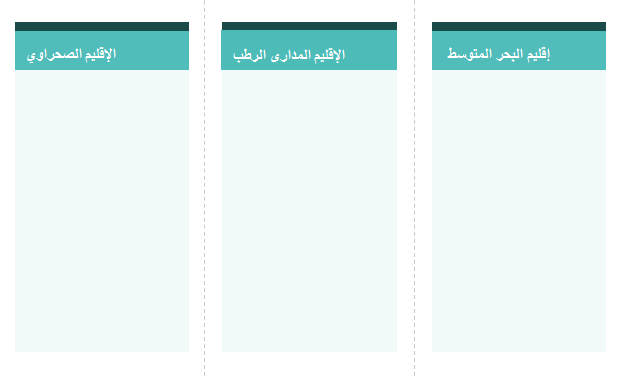 إقليم البحر المتوسط
الإقليم المدارى الرطب
الإقليم الصحراوي